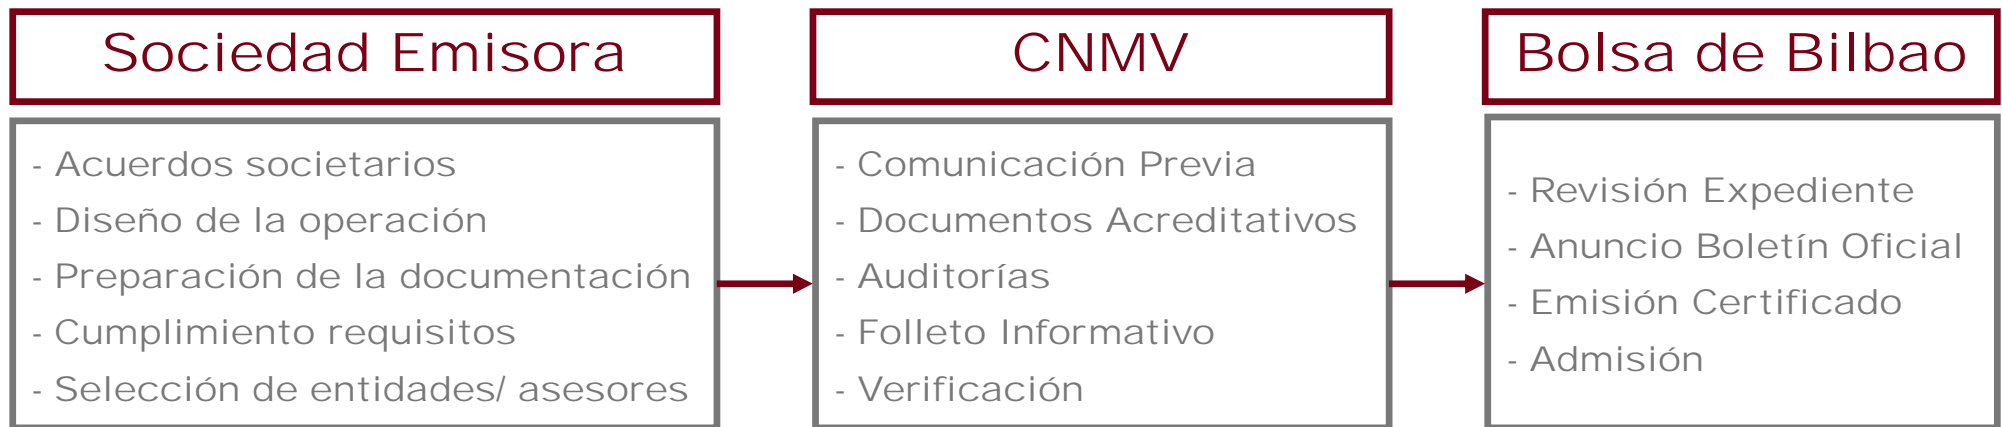 Sociedad Emisora
- Acuerdos societarios
- Diseño de la operación
- Preparación de la documentación
- Cumplimiento requisitos
- Selección de entidades/ asesores
CNMV
- Comunicación Previa
- Documentos Acreditativos
- Auditorías
- Folleto Informativo
- Verificación
Bolsa de Bilbao
- Revisión Expediente
- Anuncio Boletín Oficial
- Emisión Certificado
- Admisión